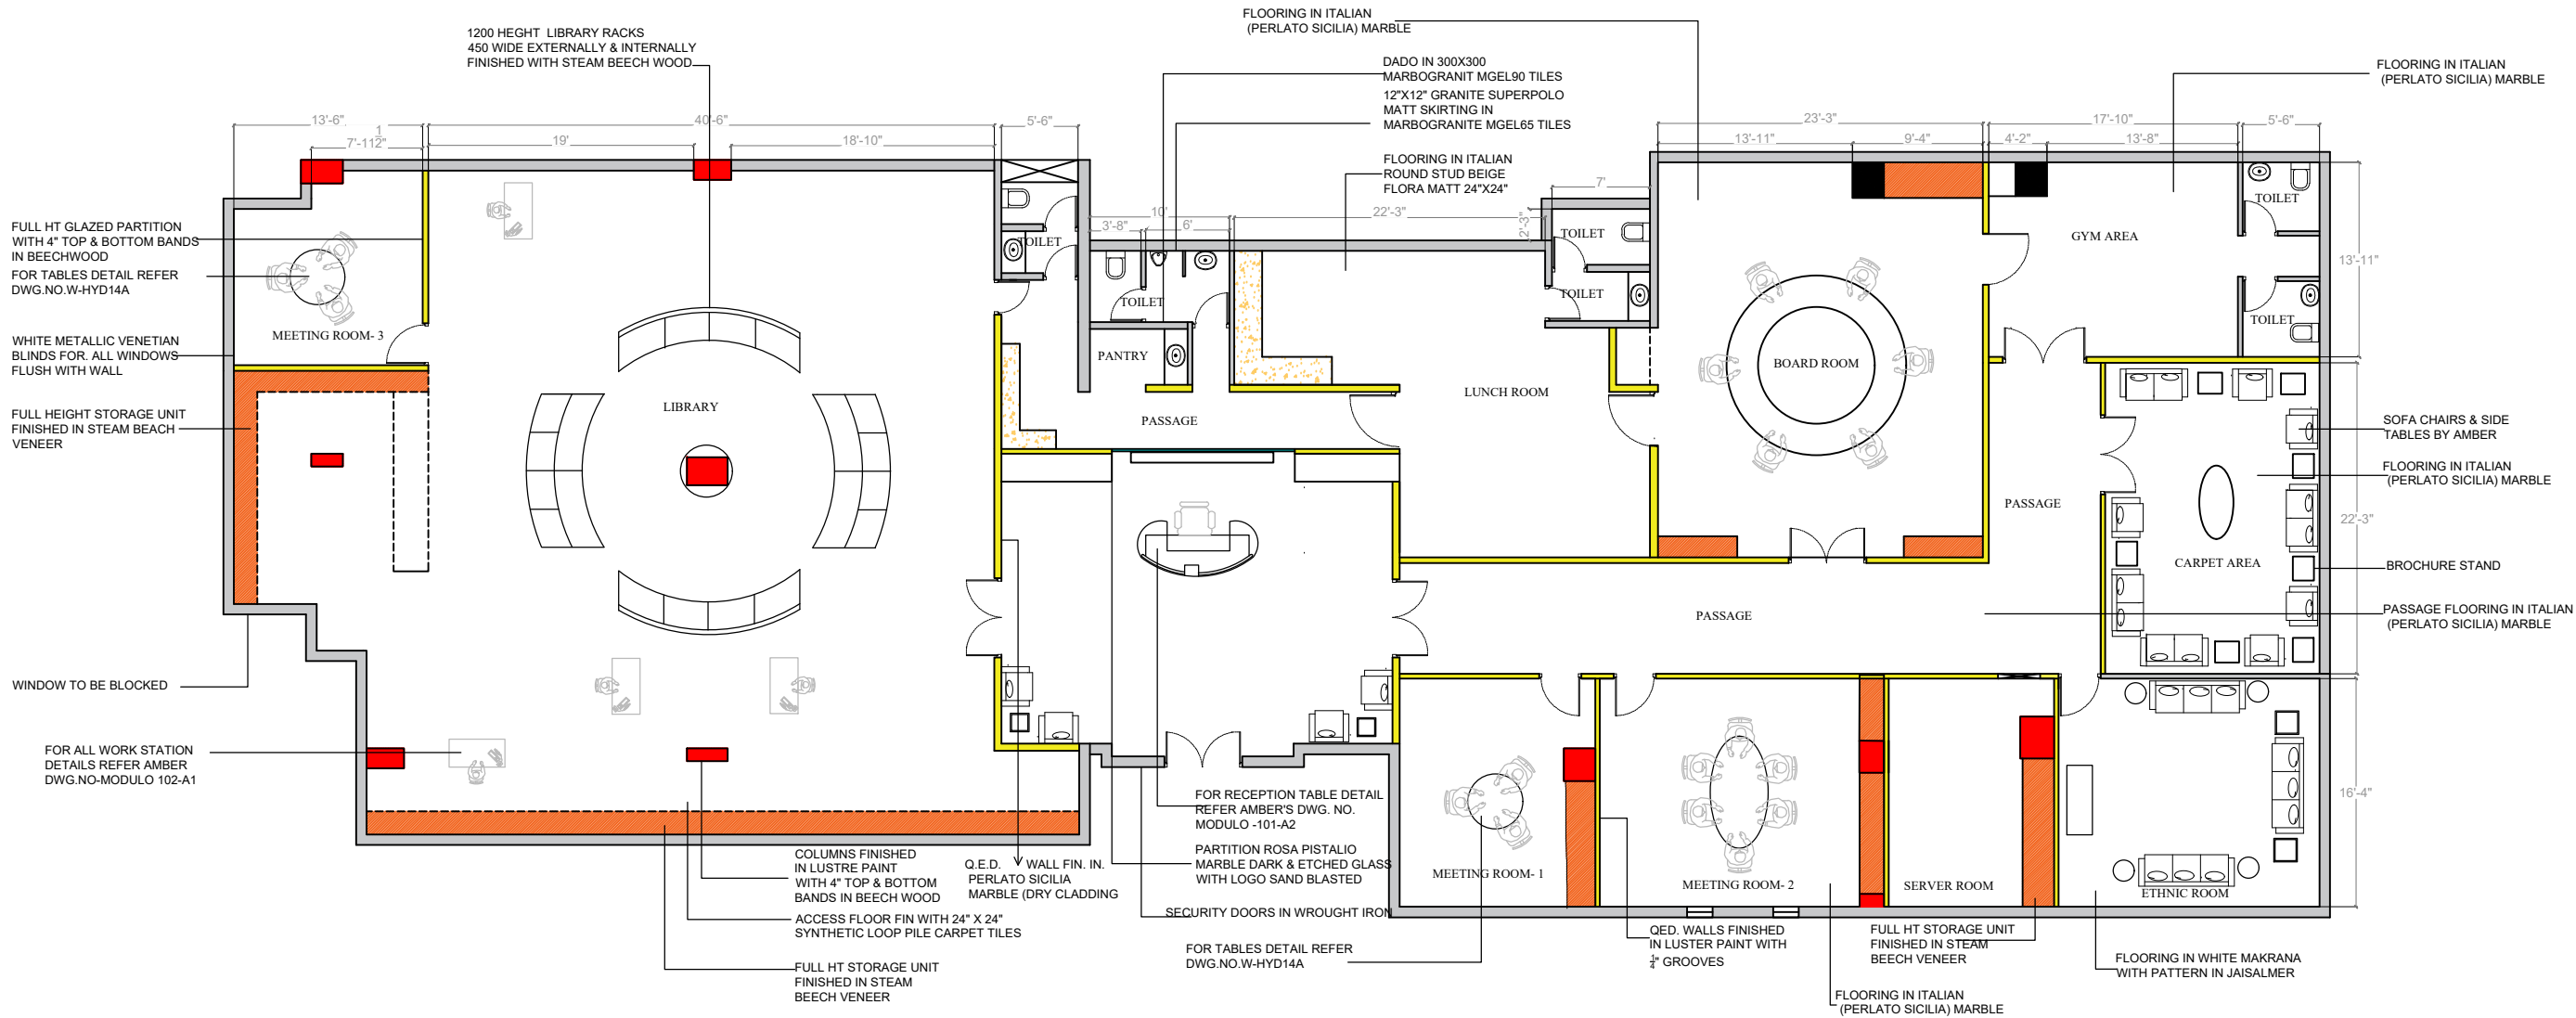 FLOORING IN ITALIAN
(PERLATO SICILIA) MARBLE
1200 HEGHT LIBRARY RACKS
450 WIDE EXTERNALLY & INTERNALLY
FINISHED WITH STEAM BEECH WOOD
DADO IN 300X300
MARBOGRANIT MGEL90 TILES
12"X12" GRANITE SUPERPOLO
MATT SKIRTING IN
MARBOGRANITE MGEL65 TILES
FLOORING IN ITALIAN
(PERLATO SICILIA) MARBLE
13'-6"
40'-6"
5'-6"
23'-3"
17'-10"
5'-6"
7'-11 1/2"
19'
18'-10"
13'-11"
9'-4"
4'-2"
13'-8"
FLOORING IN ITALIAN
ROUND STUD BEIGE
FLORA MATT 24"X24"
7'
10'
22'-3"
3'-8"
6'
2'-3"
FULL HT GLAZED PARTITION
WITH 4" TOP & BOTTOM BANDS
IN BEECHWOOD
FOR TABLES DETAIL REFER
DWG.NO.W-HYD14A
TOILET
TOILET
TOILET
TOILET
TOILET
TOILET
GYM AREA
13'-11"
MEETING ROOM- 3
WHITE METALLIC VENETIAN
BLINDS FOR. ALL WINDOWS
FLUSH WITH WALL
PANTRY
BOARD ROOM
LUNCH ROOM
LIBRARY
PASSAGE
FULL HEIGHT STORAGE UNIT
FINISHED IN STEAM BEACH
VENEER
SOFA CHAIRS & SIDE
TABLES BY AMBER
FLOORING IN ITALIAN
(PERLATO SICILIA) MARBLE
PASSAGE
22'-3"
CARPET AREA
BROCHURE STAND
PASSAGE
PASSAGE FLOORING IN ITALIAN
(PERLATO SICILIA) MARBLE
WINDOW TO BE BLOCKED
FOR ALL WORK STATION
DETAILS REFER AMBER
DWG.NO-MODULO 102-A1
16'-4"
FOR RECEPTION TABLE DETAIL
REFER AMBER'S DWG. NO.
MODULO -101-A2
COLUMNS FINISHED
IN LUSTRE PAINT
WITH 4" TOP & BOTTOM
BANDS IN BEECH WOOD
Q.E.D. WALL FIN. IN.
PERLATO SICILIA
MARBLE (DRY CLADDING
PARTITION ROSA PISTALIO
MARBLE DARK & ETCHED GLASS
WITH LOGO SAND BLASTED
MEETING ROOM- 1
MEETING ROOM- 2
SERVER ROOM
ETHNIC ROOM
ACCESS FLOOR FIN WITH 24" X 24"
SYNTHETIC LOOP PILE CARPET TILES
SECURITY DOORS IN WROUGHT IRON
FOR TABLES DETAIL REFER
DWG.NO.W-HYD14A
QED. WALLS FINISHED
IN LUSTER PAINT WITH
1/4" GROOVES
FULL HT STORAGE UNIT
FINISHED IN STEAM
BEECH VENEER
FLOORING IN WHITE MAKRANA
WITH PATTERN IN JAISALMER
FULL HT STORAGE UNIT
FINISHED IN STEAM
BEECH VENEER
FLOORING IN ITALIAN
(PERLATO SICILIA) MARBLE